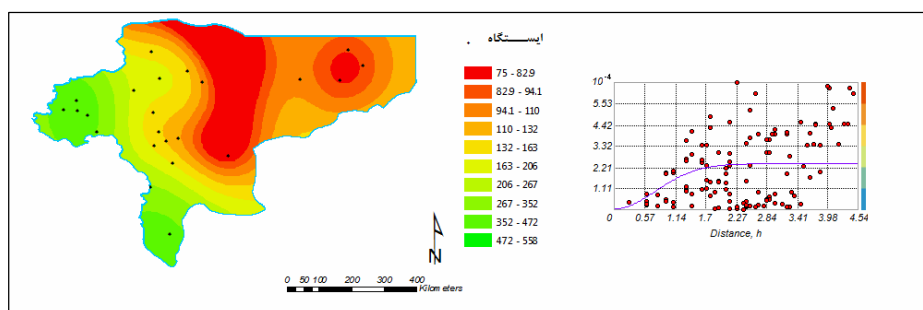 ایستگاه
75 - 82.9
82.9 - 94.1
94.1 - 110
110 - 132
132 - 163
163 - 206
206 - 267
267 - 352
352 - 472
472 - 558
N
0 50 100 200 300 400
Kilometers
10⁻⁴
5.53
4.42
3.32
2.21
1.11
0 0.57 1.14 1.7 2.27 2.84 3.41 3.98 4.54
Distance, h